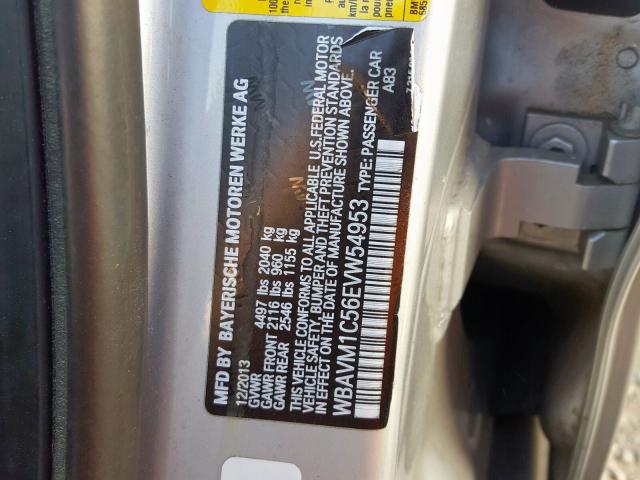 MFD BY BAYERISCHE MOTOREN WERKE AG
12/2013
GVWR 4497 lbs 2040 kg
GAWR FRONT 2116 lbs 960 kg
GAWR REAR 2546 lbs 1155 kg
THIS VEHICLE CONFORMS TO ALL APPLICABLE U.S.FEDERAL MOTOR
VEHICLE SAFETY, BUMPER AND THEFT PREVENTION STANDARDS
IN EFFECT ON THE DATE OF MANUFACTURE SHOWN ABOVE.
WBAVM1C56EVW54953 TYPE: PASSENGER CAR
A83